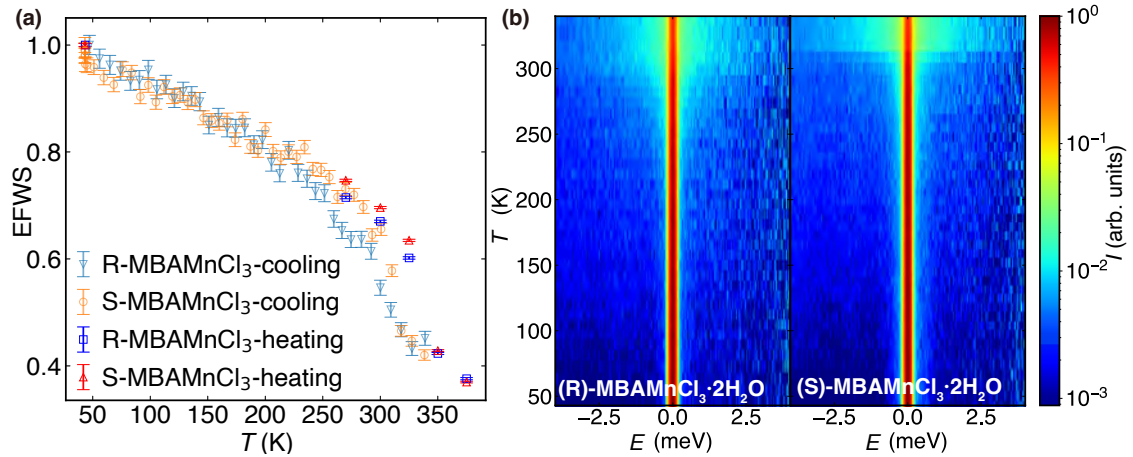 (a)
EFWS
1.0
0.8
0.6
0.4
R-MBAMnCl₃-cooling
S-MBAMnCl₃-cooling
R-MBAMnCl₃-heating
S-MBAMnCl₃-heating
50 100 150 200 250 300 350
T (K)
(b)
T (K)
300
250
200
150
100
50
(R)-MBAMnCl₃·2H₂O
(S)-MBAMnCl₃·2H₂O
−2.5 0.0 2.5
−2.5 0.0 2.5
E (meV)
E (meV)
10⁰
10⁻¹
10⁻²
10⁻³
I (arb. units)